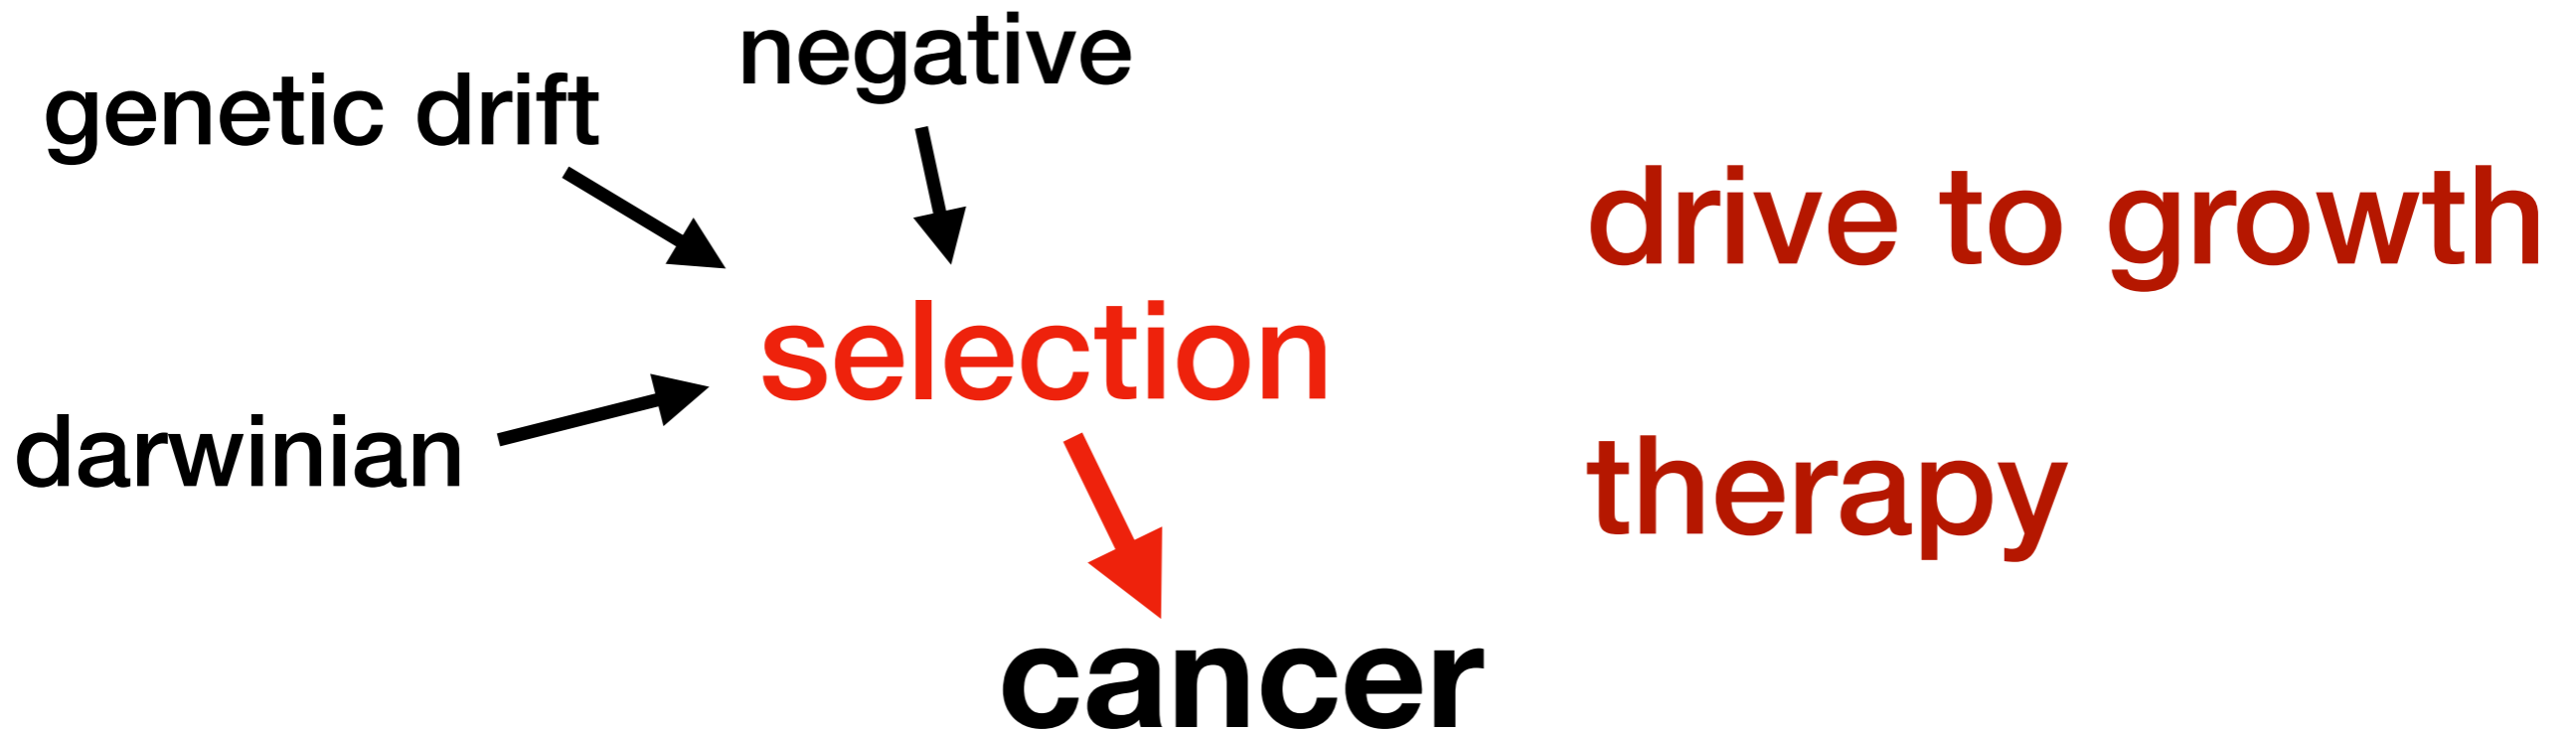 negative
genetic drift
drive to growth
selection
darwinian
therapy
cancer